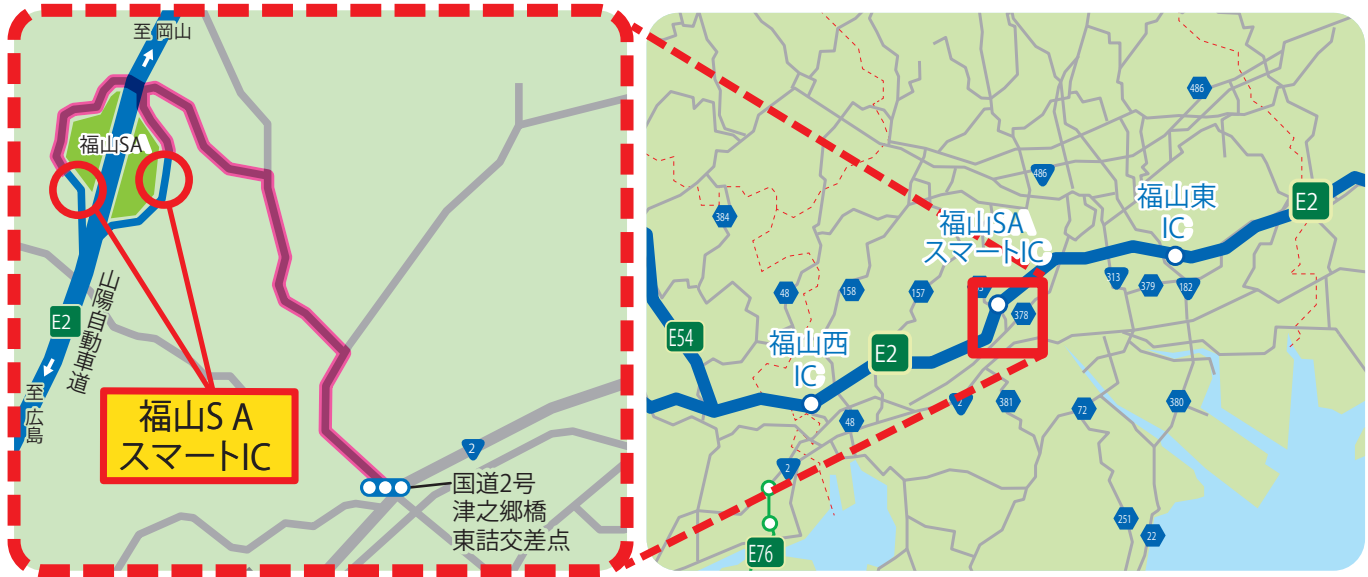 至岡山
福山SA
山陽自動車道
E2
至広島
福山S A
スマートIC
2
国道2号
津之郷橋
東詰交差点
486
486
384
福山東
IC
E2
福山SA
スマートIC
48
158
157
378
313
379
182
E54
福山西
IC
E2
48
2
381
72
380
2
251
22
E76